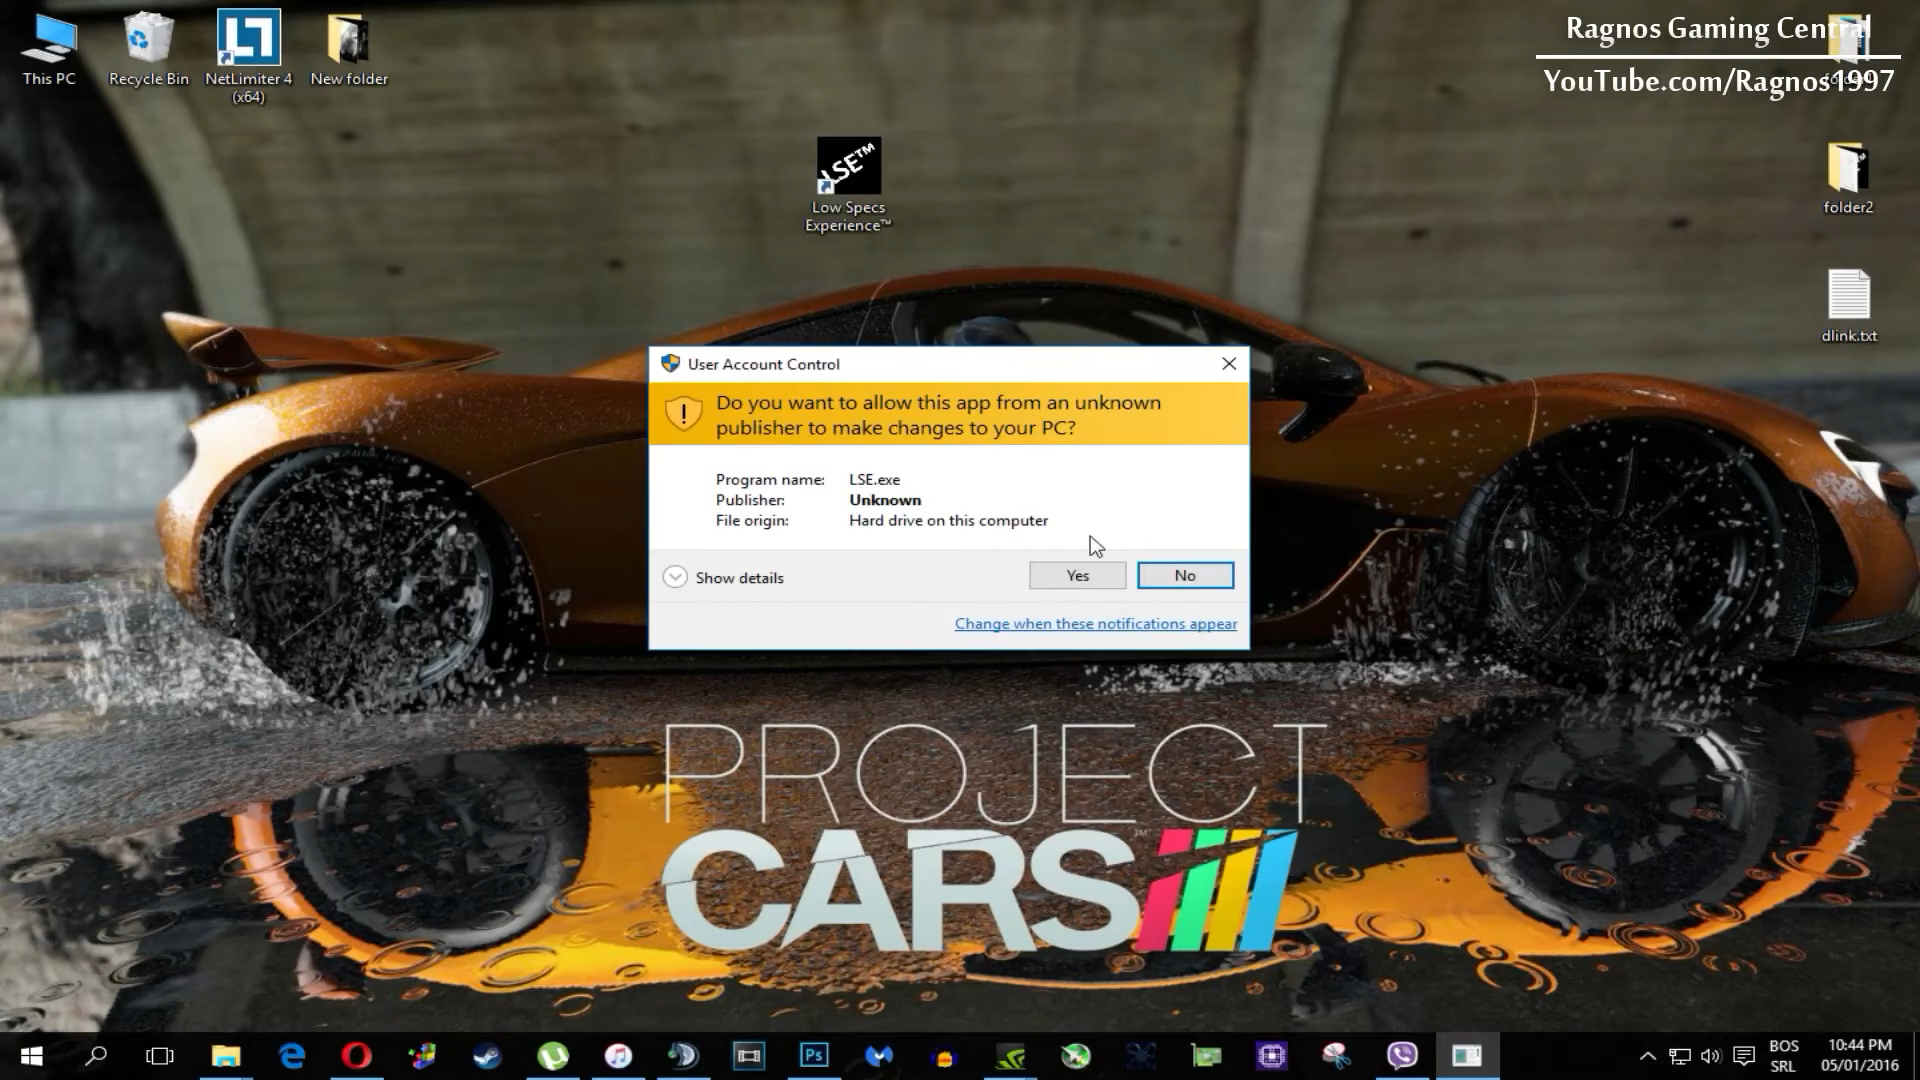 This PC
Recycle Bin
NetLimiter 4
(x64)
New folder
Ragnos Gaming Central
YouTube.com/Ragnos1997
LSE™
Low Specs
Experience™
folder2
dlink.txt
User Account Control
Do you want to allow this app from an unknown
publisher to make changes to your PC?
Program name: LSE.exe
Publisher: Unknown
File origin: Hard drive on this computer
Show details
Yes
No
Change when these notifications appear
PROJECT
CARS™
Ps
BOS
SRL
10:44 PM
05/01/2016